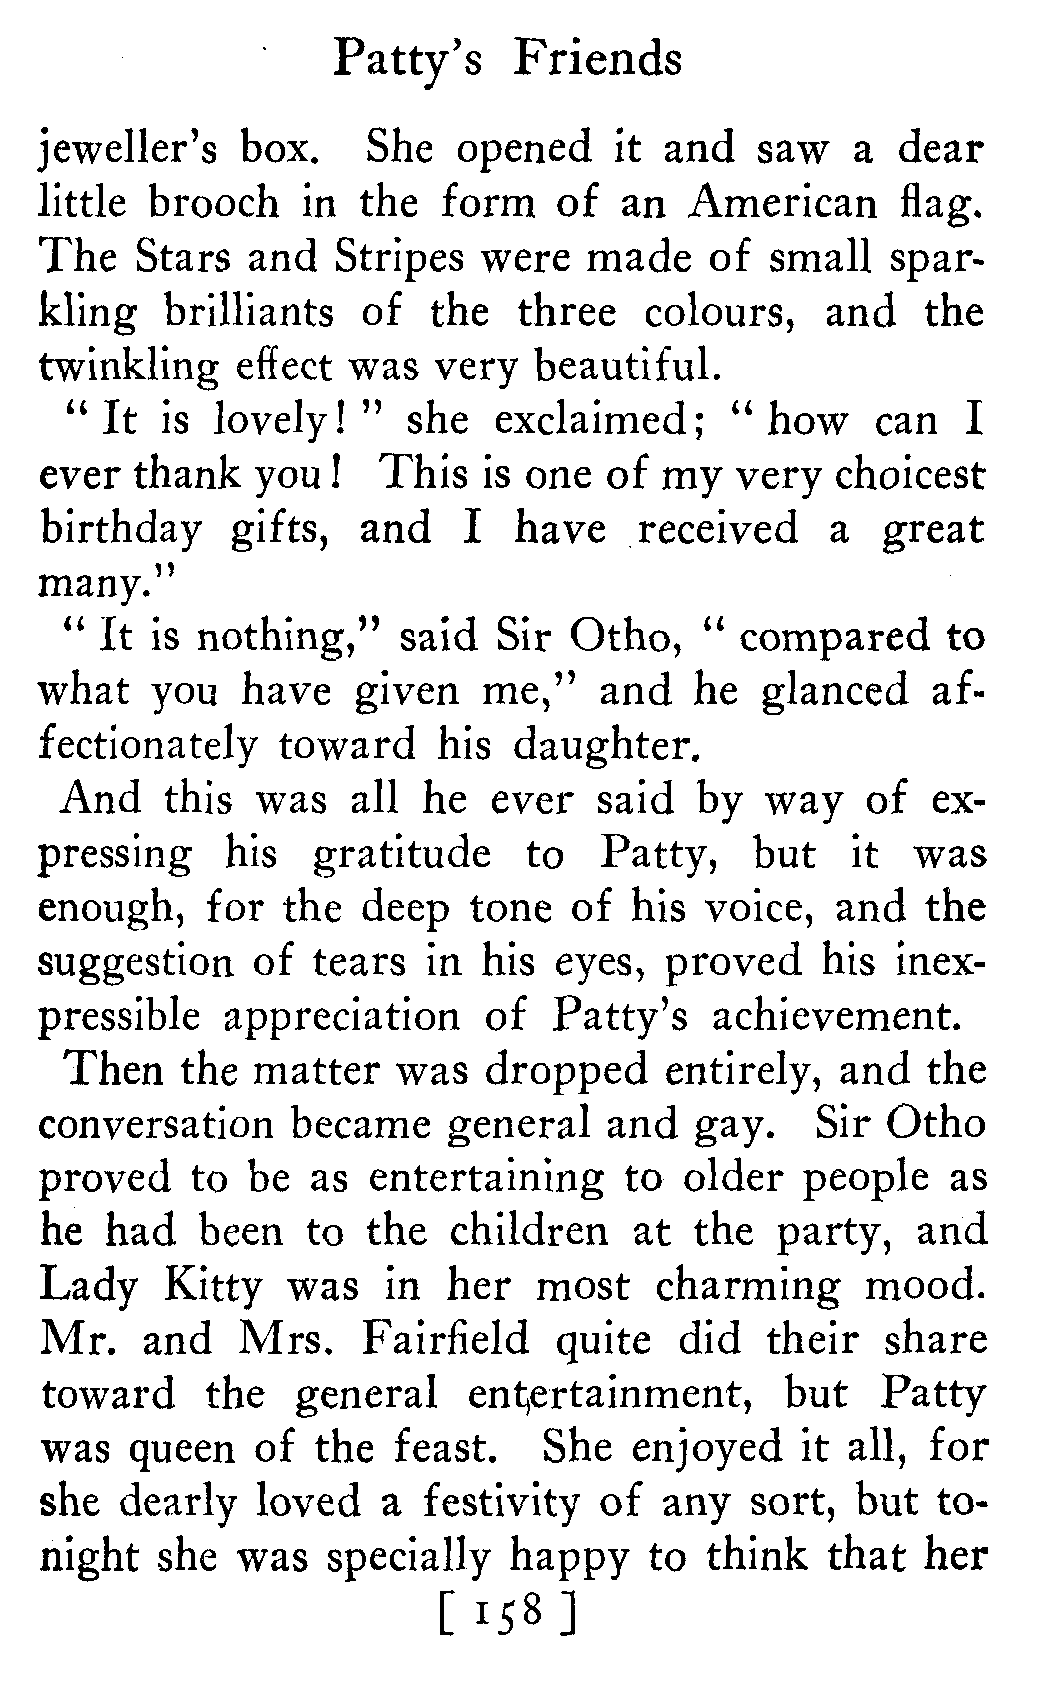 Patty's Friends
jeweller's box. She opened it and saw a dear
little brooch in the form of an American flag.
The Stars and Stripes were made of small spar-
kling brilliants of the three colours, and the
twinkling effect was very beautiful.
" It is lovely! " she exclaimed; " how can I
ever thank you! This is one of my very choicest
birthday gifts, and I have received a great
many."
" It is nothing," said Sir Otho, " compared to
what you have given me," and he glanced af-
fectionately toward his daughter.
And this was all he ever said by way of ex-
pressing his gratitude to Patty, but it was
enough, for the deep tone of his voice, and the
suggestion of tears in his eyes, proved his inex-
pressible appreciation of Patty's achievement.
Then the matter was dropped entirely, and the
conversation became general and gay. Sir Otho
proved to be as entertaining to older people as
he had been to the children at the party, and
Lady Kitty was in her most charming mood.
Mr. and Mrs. Fairfield quite did their share
toward the general entertainment, but Patty
was queen of the feast. She enjoyed it all, for
she dearly loved a festivity of any sort, but to-
night she was specially happy to think that her
[ 158 ]